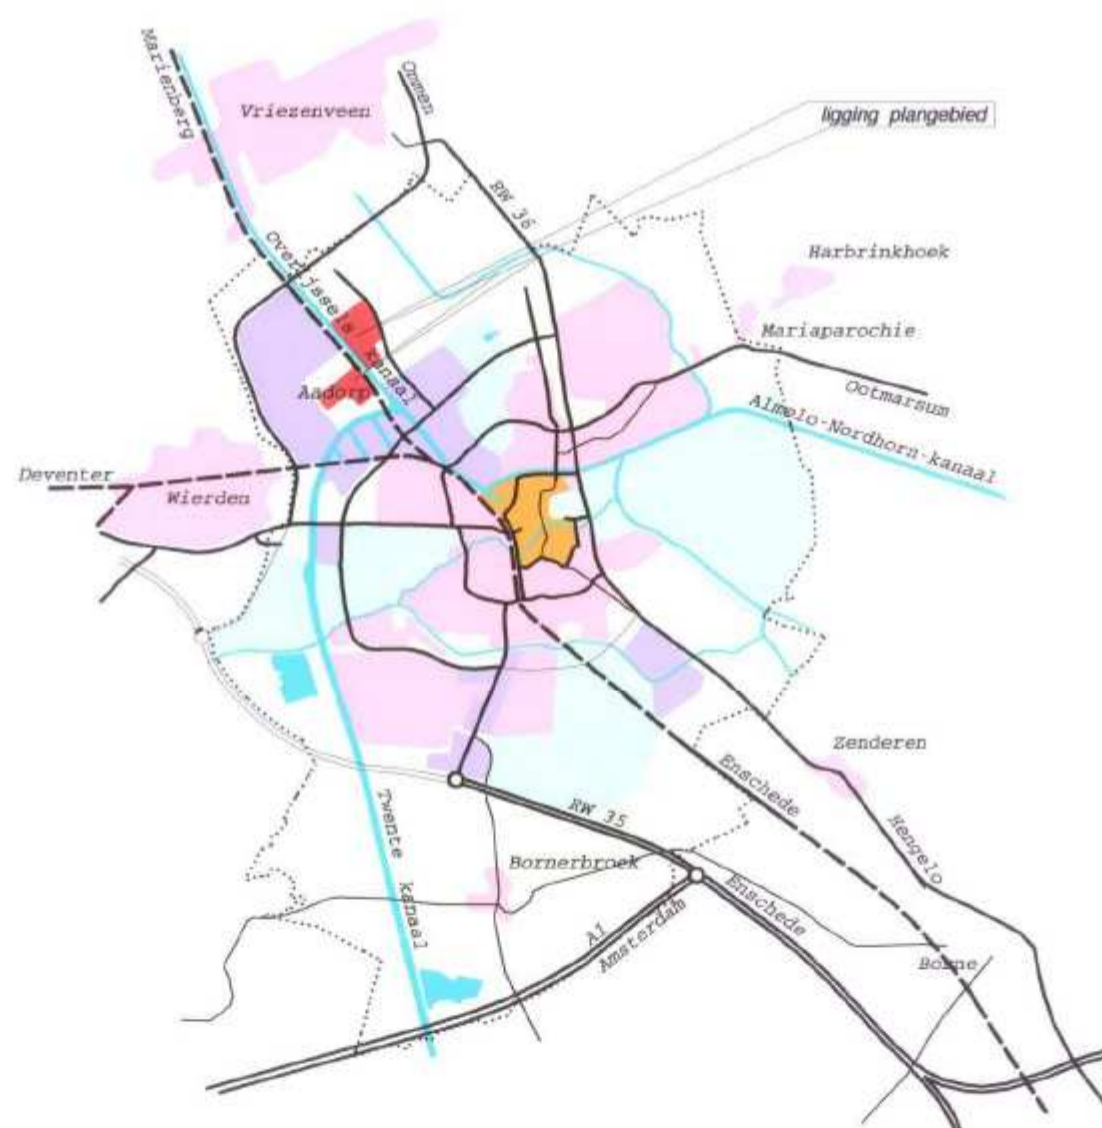 Marienberg
Ommen
Vriezenveen
ligging plangebied
RW 36
Overijssels kanaal
Harbrinkhoek
Mariaparochie
Aadorp
Ootmarsum
Almelo-Nordhorn-kanaal
Deventer
Wierden
Zenderen
Enschede
RW 35
Twente kanaal
Hengelo
Bornerbroek
Enschede
A1
Amsterdam
Borne